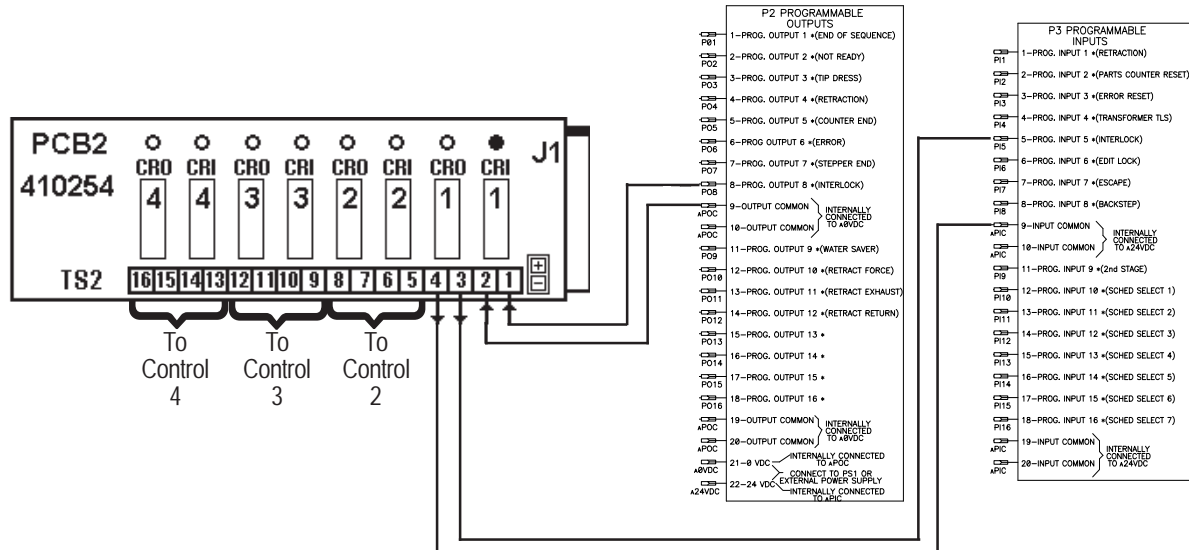 PCB2
410254
CRO CRI CRO CRI CRO CRI CRO CRI
4 4 3 3 2 2 1 1
J1
TS2
16 15 14 13 12 11 10 9 8 7 6 5 4 3 2 1
+
-
To Control 4
To Control 3
To Control 2
P2 PROGRAMMABLE
OUTPUTS
1-PROG. OUTPUT 1 *(END OF SEQUENCE)
PO1
2-PROG. OUTPUT 2 *(NOT READY)
PO2
3-PROG. OUTPUT 3 *(TIP DRESS)
PO3
4-PROG. OUTPUT 4 *(RETRACTION)
PO4
5-PROG. OUTPUT 5 *(COUNTER END)
PO5
6-PROG OUTPUT 6 *(ERROR)
PO6
7-PROG. OUTPUT 7 *(STEPPER END)
PO7
8-PROG. OUTPUT 8 *(INTERLOCK)
PO8
9-OUTPUT COMMON
APOC
10-OUTPUT COMMON
APOC
INTERNALLY
CONNECTED
TO A0VDC
11-PROG. OUTPUT 9 *(WATER SAVER)
PO9
12-PROG. OUTPUT 10 *(RETRACT FORCE)
PO10
13-PROG. OUTPUT 11 *(RETRACT EXHAUST)
PO11
14-PROG. OUTPUT 12 *(RETRACT RETURN)
PO12
15-PROG. OUTPUT 13 *
PO13
16-PROG. OUTPUT 14 *
PO14
17-PROG. OUTPUT 15 *
PO15
18-PROG. OUTPUT 16 *
PO16
19-OUTPUT COMMON
APOC
20-OUTPUT COMMON
APOC
INTERNALLY
CONNECTED
TO A0VDC
21-0 VDC
A0VDC
INTERNALLY CONNECTED
TO APOC
CONNECT TO PS1 OR
EXTERNAL POWER SUPPLY
22-24 VDC
A24VDC
INTERNALLY CONNECTED
TO APIC
P3 PROGRAMMABLE
INPUTS
1-PROG. INPUT 1 *(RETRACTION)
PI1
2-PROG. INPUT 2 *(PARTS COUNTER RESET)
PI2
3-PROG. INPUT 3 *(ERROR RESET)
PI3
4-PROG. INPUT 4 *(TRANSFORMER TLS)
PI4
5-PROG. INPUT 5 *(INTERLOCK)
PI5
6-PROG. INPUT 6 *(EDIT LOCK)
PI6
7-PROG. INPUT 7 *(ESCAPE)
PI7
8-PROG. INPUT 8 *(BACKSTEP)
PI8
9-INPUT COMMON
APIC
10-INPUT COMMON
APIC
INTERNALLY
CONNECTED
TO A24VDC
11-PROG. INPUT 9 *(2nd STAGE)
PI9
12-PROG. INPUT 10 *(SCHED SELECT 1)
PI10
13-PROG. INPUT 11 *(SCHED SELECT 2)
PI11
14-PROG. INPUT 12 *(SCHED SELECT 3)
PI12
15-PROG. INPUT 13 *(SCHED SELECT 4)
PI13
16-PROG. INPUT 14 *(SCHED SELECT 5)
PI14
17-PROG. INPUT 15 *(SCHED SELECT 6)
PI15
18-PROG. INPUT 16 *(SCHED SELECT 7)
PI16
19-INPUT COMMON
APIC
20-INPUT COMMON
APIC
INTERNALLY
CONNECTED
TO A24VDC